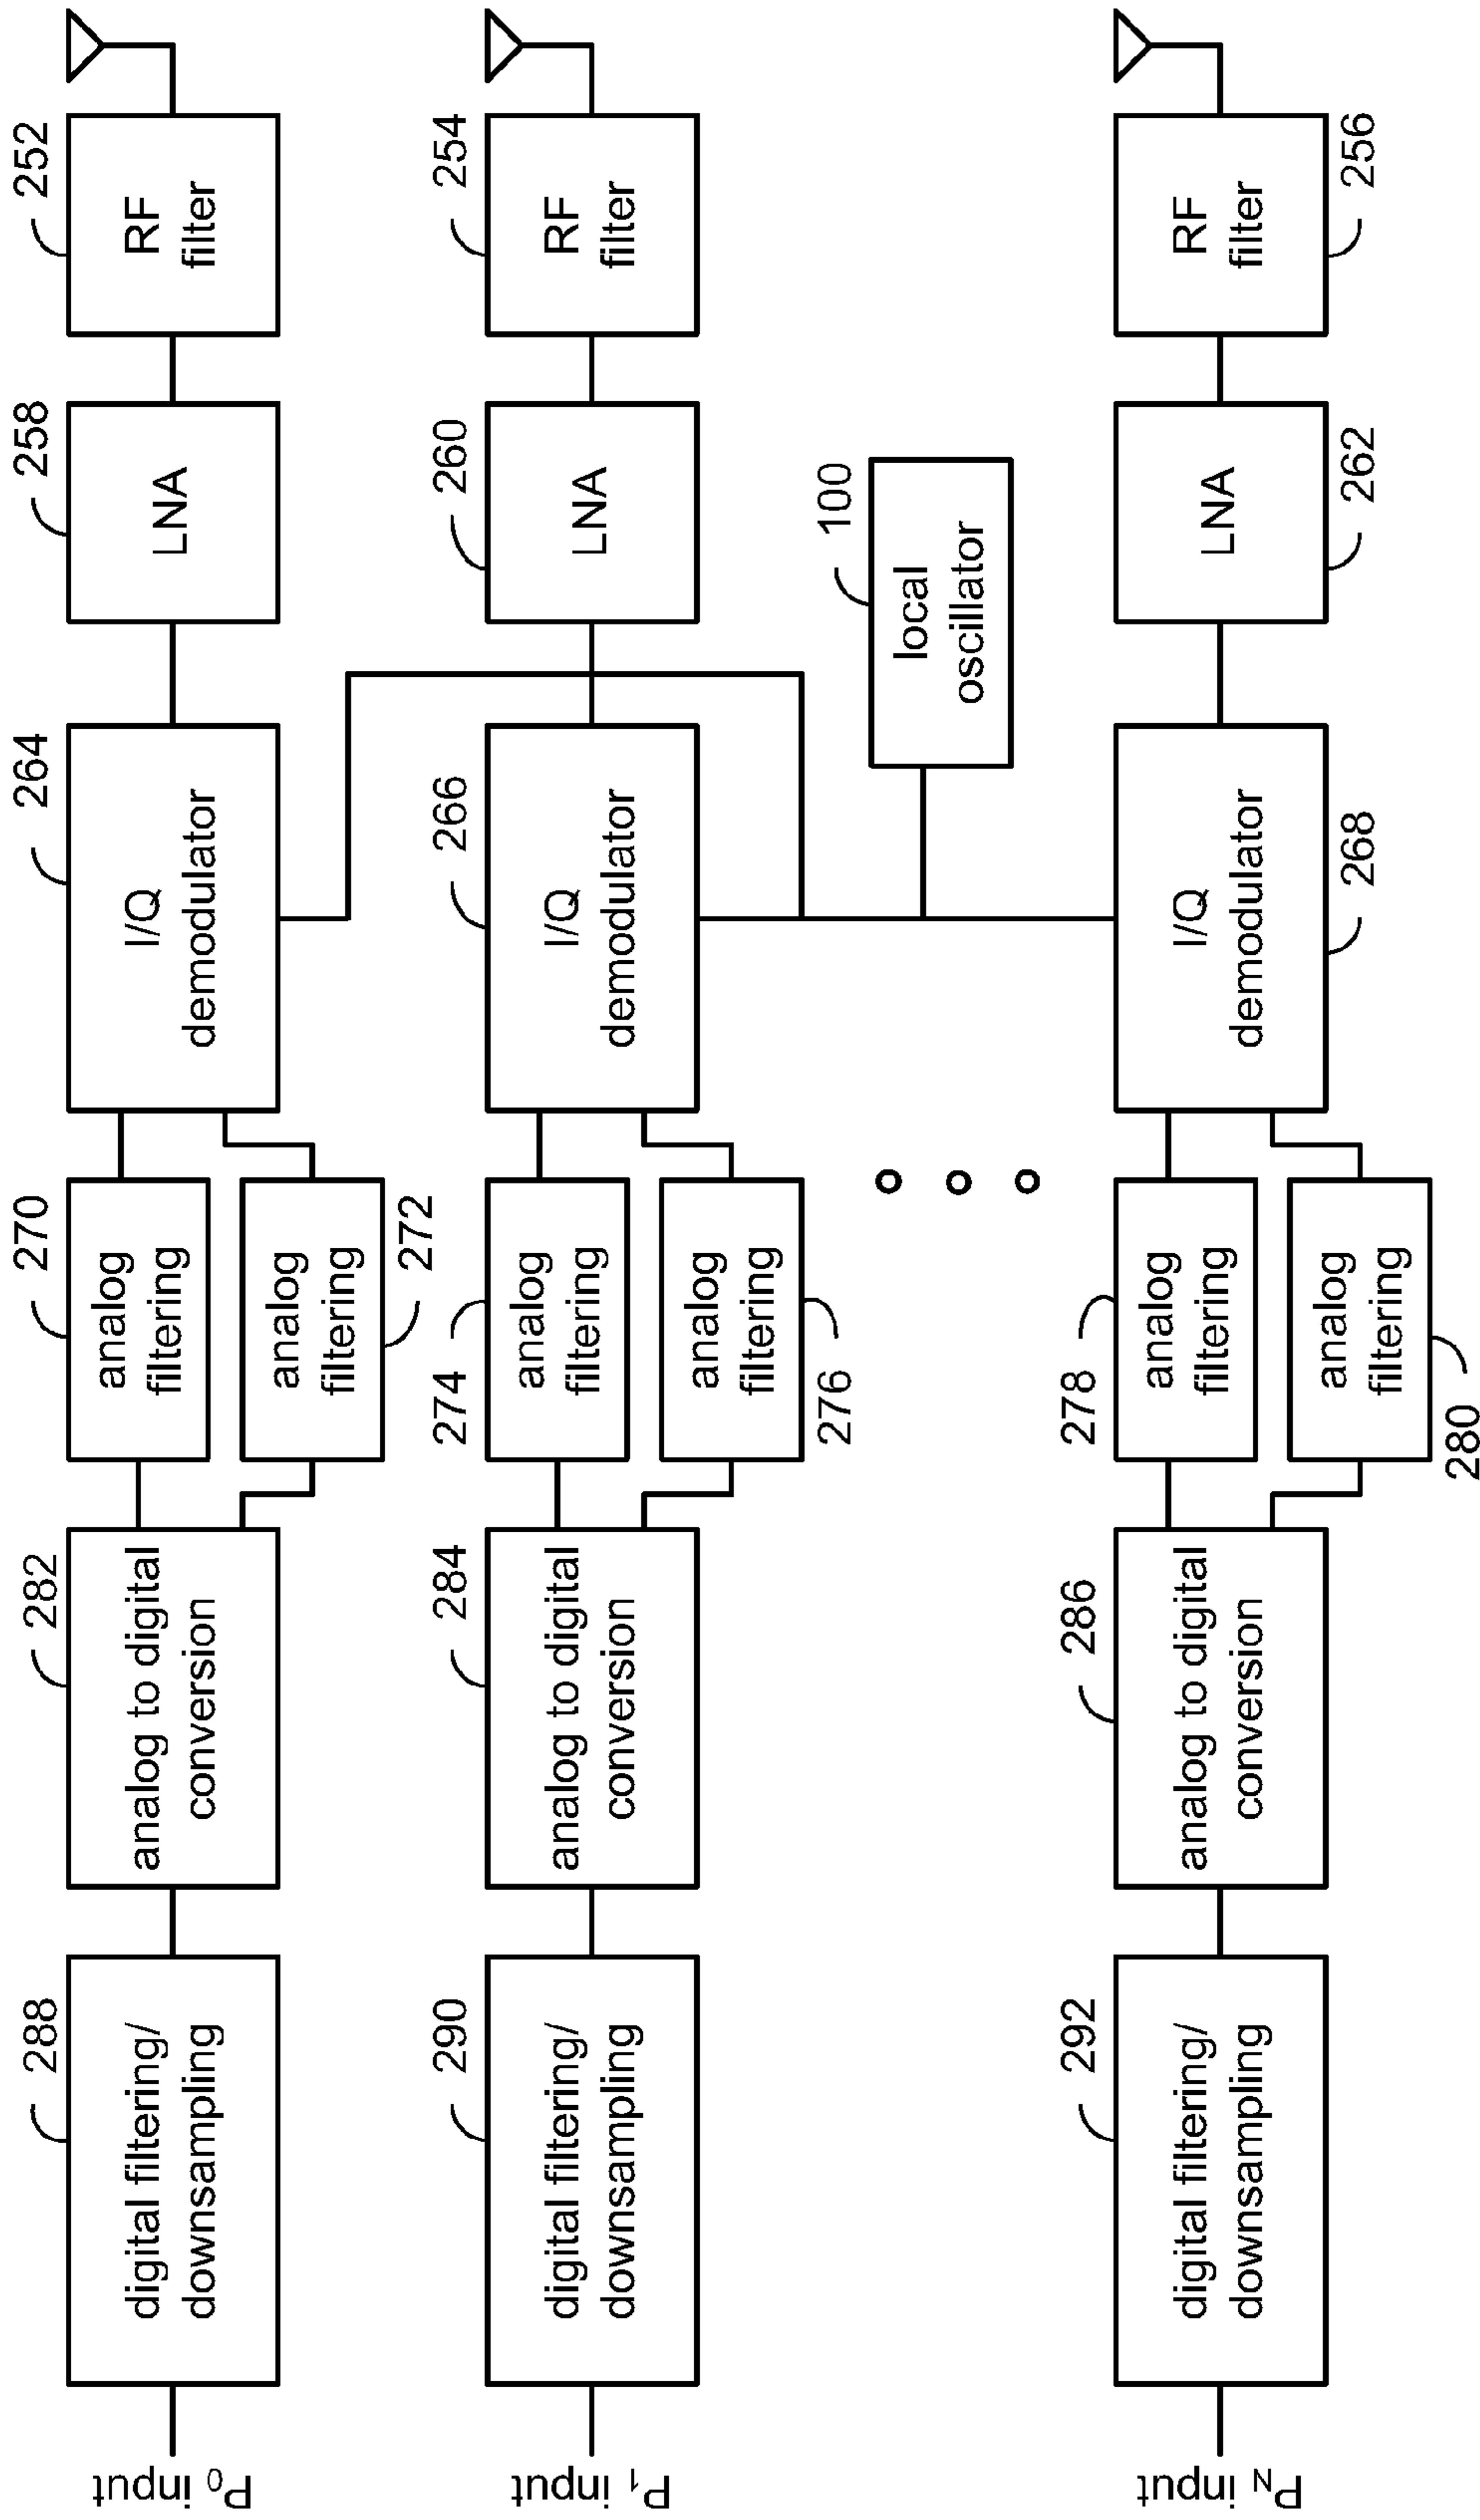 252
RF
filter
258
LNA
264
I/Q
demodulator
270
analog
filtering
analog
filtering
272
282
analog to digital
conversion
288
digital filtering/
downsampling
P₀ input
254
RF
filter
260
LNA
266
I/Q
demodulator
274
analog
filtering
analog
filtering
276
284
analog to digital
conversion
290
digital filtering/
downsampling
P₁ input
100
local
oscillator
RF
filter
256
LNA
262
I/Q
demodulator
268
278
analog
filtering
analog
filtering
280
286
analog to digital
conversion
292
digital filtering/
downsampling
P_N input